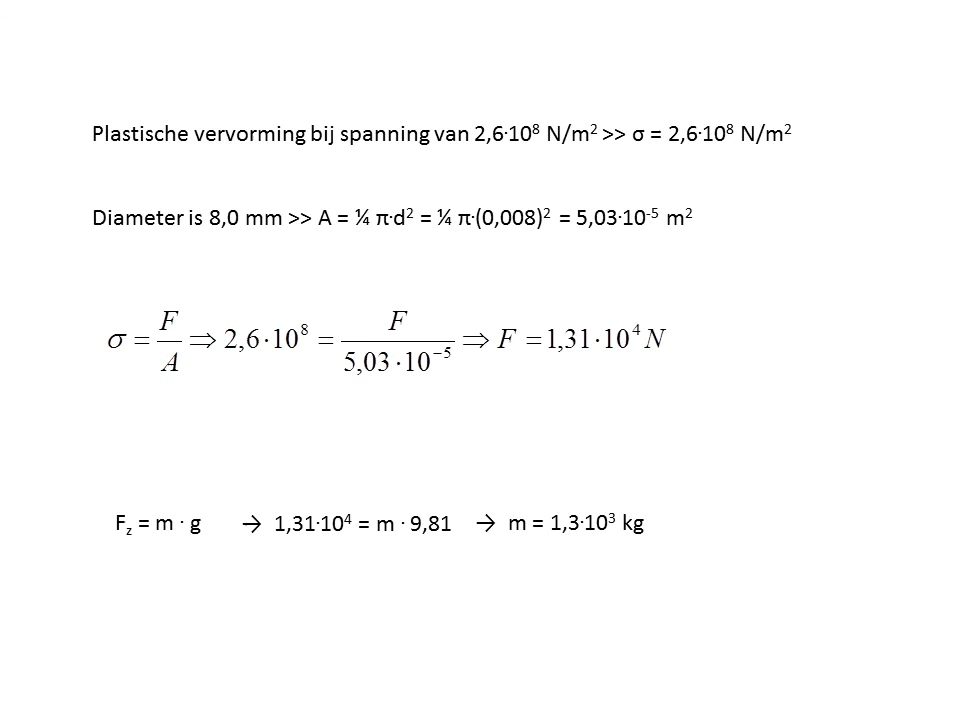 Plastische vervorming bij spanning van 2,6·10⁸ N/m² >> σ = 2,6·10⁸ N/m²
Diameter is 8,0 mm >> A = ¼ π·d² = ¼ π·(0,008)² = 5,03·10⁻⁵ m²
σ = F/A ⇒ 2,6·10⁸ = F/(5,03·10⁻⁵) ⇒ F = 1,31·10⁴ N
F_z = m · g → 1,31·10⁴ = m · 9,81 → m = 1,3·10³ kg